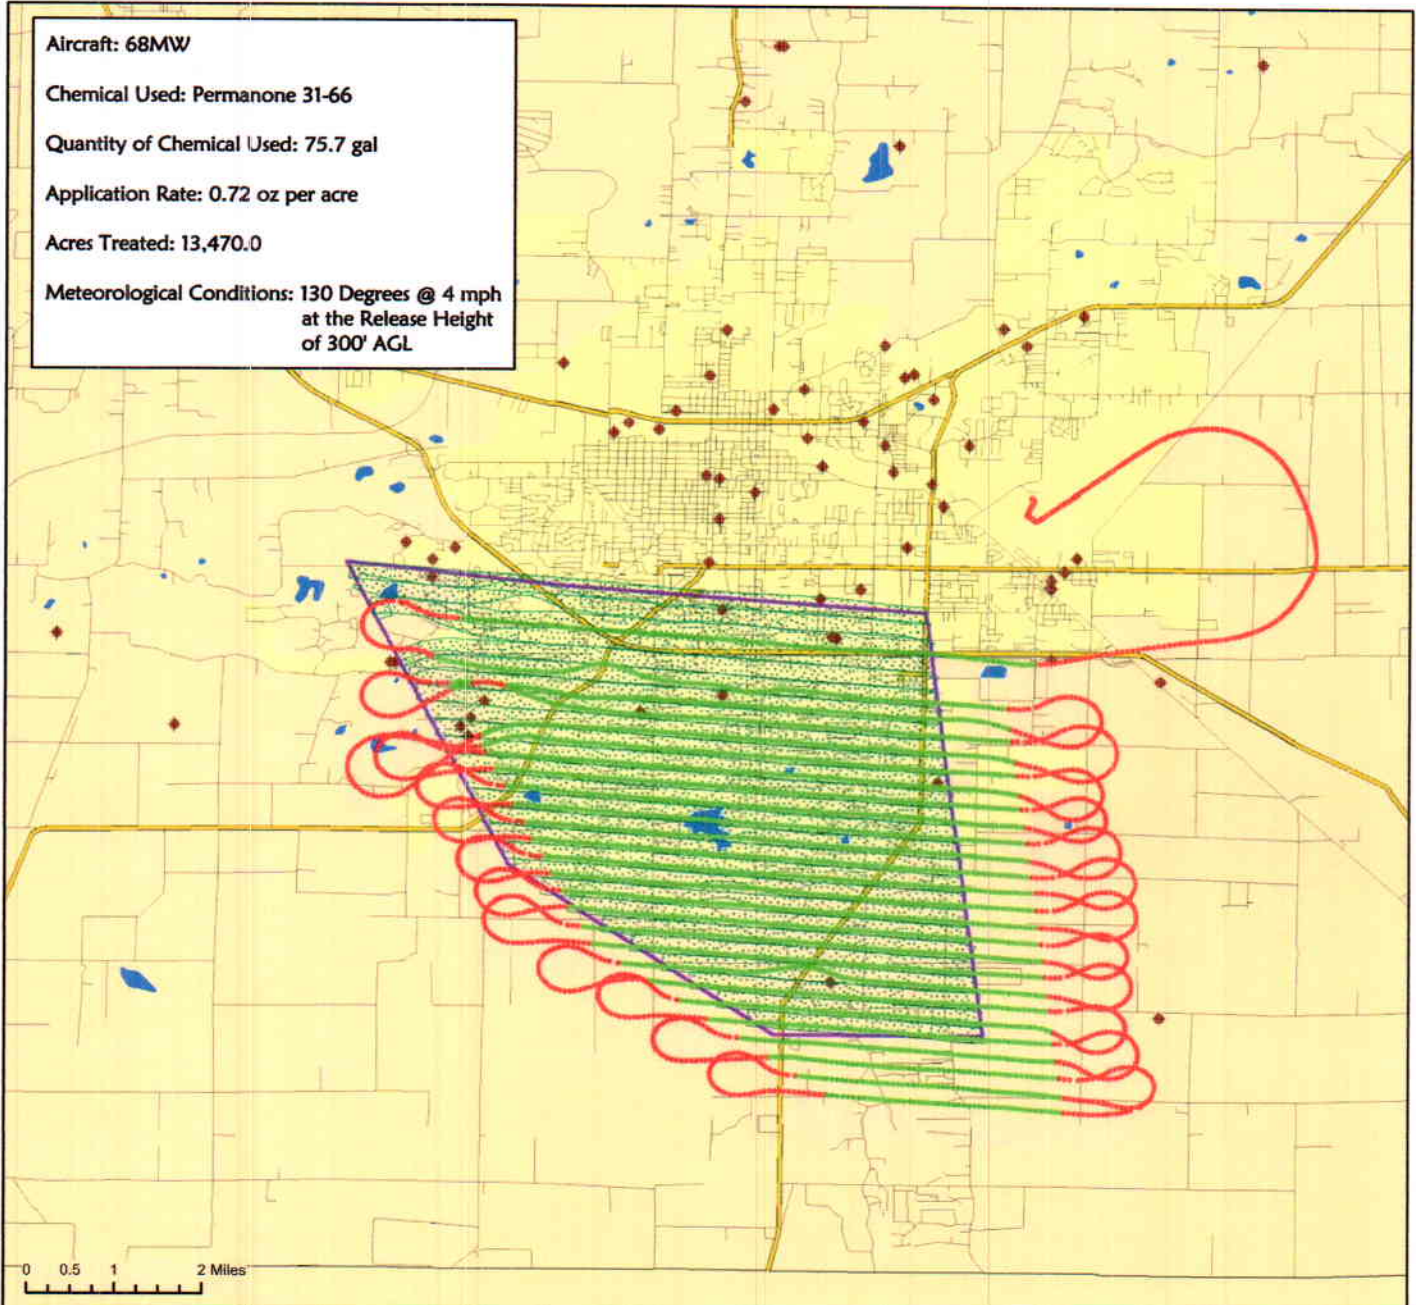 Aircraft: 68MW
Chemical Used: Permanone 31-66
Quantity of Chemical Used: 75.7 gal
Application Rate: 0.72 oz per acre
Acres Treated: 13,470.0
Meteorological Conditions: 130 Degrees @ 4 mph
at the Release Height
of 300' AGL
0 0.5 1 2 Miles